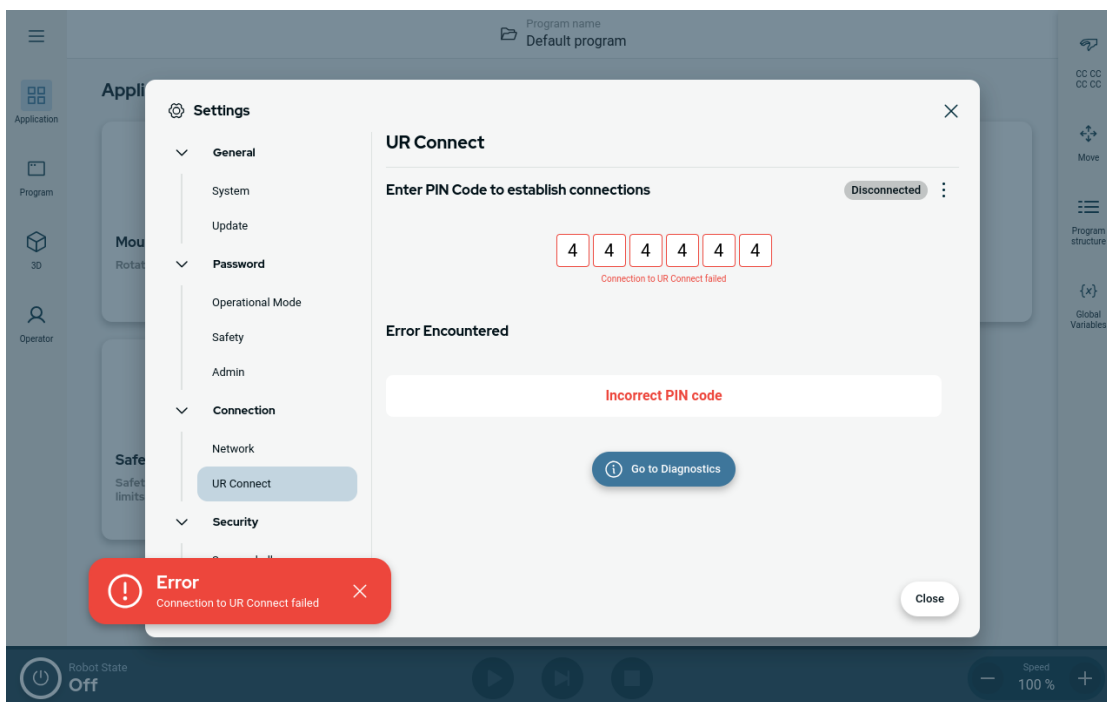 Program name
Default program
Application
Program
3D
Operator
Appli
Mou
Rotat
Safe
Safet
limits
Settings
General
System
Update
Password
Operational Mode
Safety
Admin
Connection
Network
UR Connect
Security
UR Connect
Enter PIN Code to establish connections
Disconnected
4 4 4 4 4 4
Connection to UR Connect failed
Error Encountered
Incorrect PIN code
Go to Diagnostics
Close
Error
Connection to UR Connect failed
CC CC
CC CC
Move
Program
structure
{x}
Global
Variables
Robot State
Off
Speed
100 %